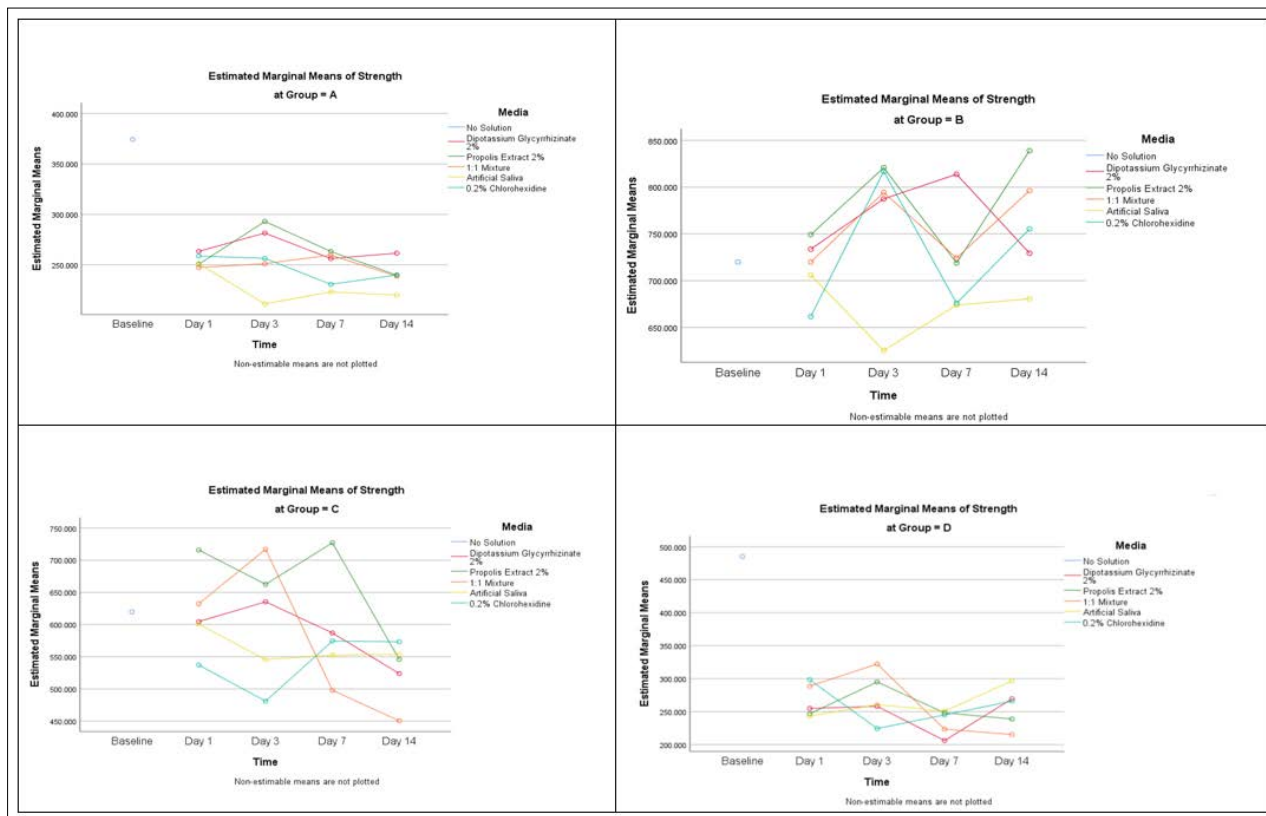 Estimated Marginal Means of Strength
at Group = A
Estimated Marginal Means
400.000
350.000
300.000
250.000
Baseline
Day 1
Day 3
Day 7
Day 14
Time
Non-estimable means are not plotted
Media
No Solution
Dipotassium Glycyrrhizinate
2%
Propolis Extract 2%
1:1 Mixture
Artificial Saliva
0.2% Chlorohexidine
Estimated Marginal Means of Strength
at Group = B
Estimated Marginal Means
850.000
800.000
750.000
700.000
650.000
Baseline
Day 1
Day 3
Day 7
Day 14
Time
Non-estimable means are not plotted
Media
No Solution
Dipotassium Glycyrrhizinate
2%
Propolis Extract 2%
1:1 Mixture
Artificial Saliva
0.2% Chlorohexidine
Estimated Marginal Means of Strength
at Group = C
Estimated Marginal Means
750.000
700.000
650.000
600.000
550.000
500.000
450.000
Baseline
Day 1
Day 3
Day 7
Day 14
Time
Non-estimable means are not plotted
Media
No Solution
Dipotassium Glycyrrhizinate
2%
Propolis Extract 2%
1:1 Mixture
Artificial Saliva
0.2% Chlorohexidine
Estimated Marginal Means of Strength
at Group = D
Estimated Marginal Means
500.000
450.000
400.000
350.000
300.000
250.000
200.000
Baseline
Day 1
Day 3
Day 7
Day 14
Time
Non-estimable means are not plotted
Media
No Solution
Dipotassium Glycyrrhizinate
2%
Propolis Extract 2%
1:1 Mixture
Artificial Saliva
0.2% Chlorohexidine